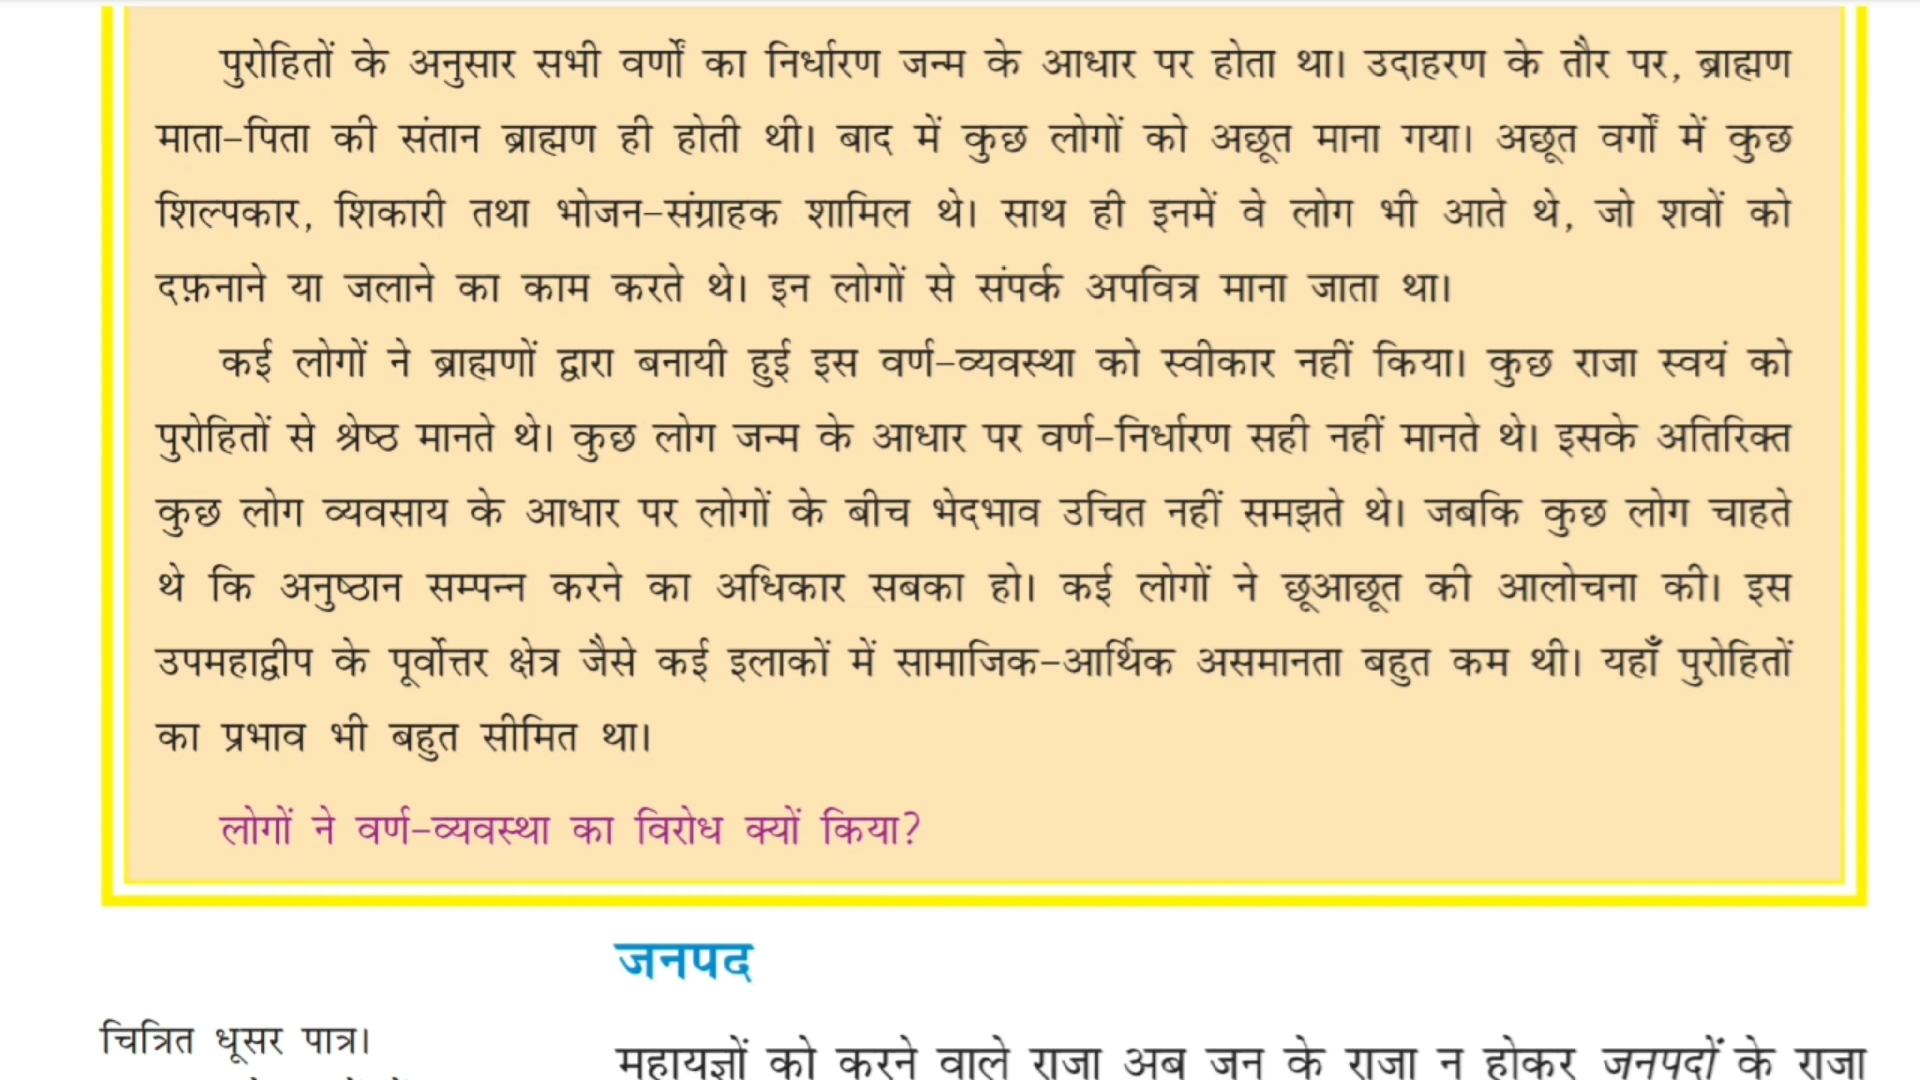 पुरोहितों के अनुसार सभी वर्णों का निर्धारण जन्म के आधार पर होता था। उदाहरण के तौर पर, ब्राह्मण
माता–पिता की संतान ब्राह्मण ही होती थी। बाद में कुछ लोगों को अछूत माना गया। अछूत वर्गों में कुछ
शिल्पकार, शिकारी तथा भोजन–संग्राहक शामिल थे। साथ ही इनमें वे लोग भी आते थे, जो शवों को
दफ़नाने या जलाने का काम करते थे। इन लोगों से संपर्क अपवित्र माना जाता था।
कई लोगों ने ब्राह्मणों द्वारा बनायी हुई इस वर्ण–व्यवस्था को स्वीकार नहीं किया। कुछ राजा स्वयं को
पुरोहितों से श्रेष्ठ मानते थे। कुछ लोग जन्म के आधार पर वर्ण–निर्धारण सही नहीं मानते थे। इसके अतिरिक्त
कुछ लोग व्यवसाय के आधार पर लोगों के बीच भेदभाव उचित नहीं समझते थे। जबकि कुछ लोग चाहते
थे कि अनुष्ठान सम्पन्न करने का अधिकार सबका हो। कई लोगों ने छूआछूत की आलोचना की। इस
उपमहाद्वीप के पूर्वोत्तर क्षेत्र जैसे कई इलाकों में सामाजिक–आर्थिक असमानता बहुत कम थी। यहाँ पुरोहितों
का प्रभाव भी बहुत सीमित था।
लोगों ने वर्ण–व्यवस्था का विरोध क्यों किया?
जनपद
चित्रित धूसर पात्र।
महायज्ञों को करने वाले राजा अब जन के राजा न होकर जनपदों के राजा